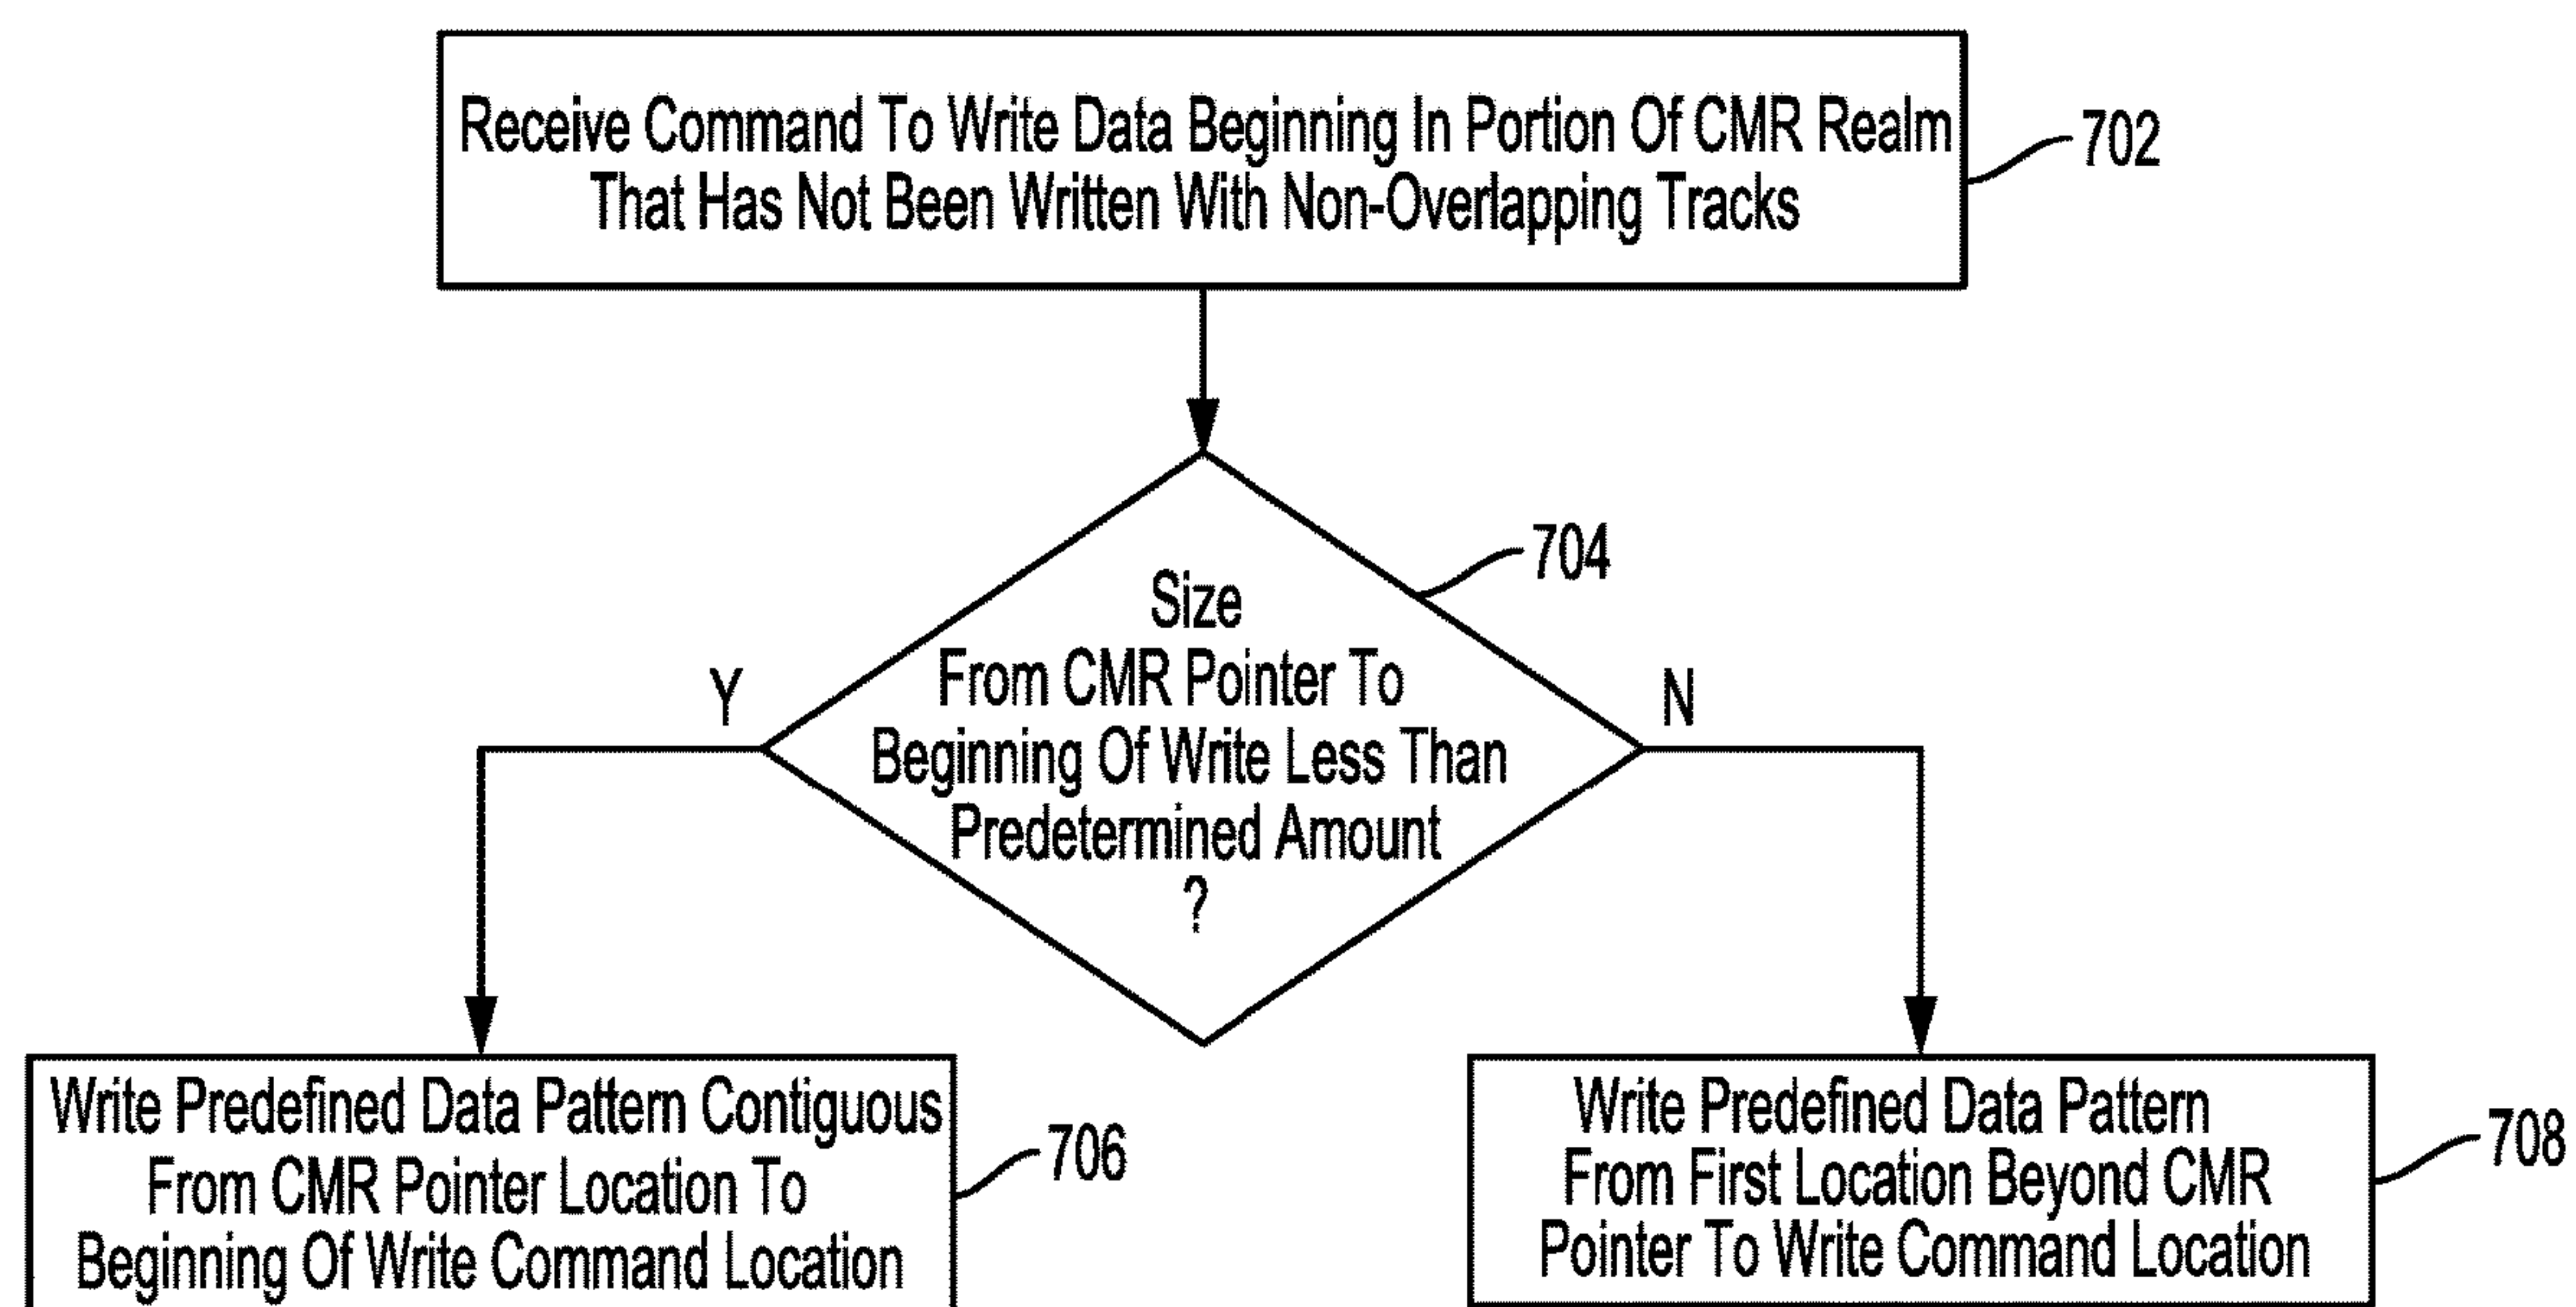 Receive Command To Write Data Beginning In Portion Of CMR Realm
That Has Not Been Written With Non-Overlapping Tracks
702
704
Size
From CMR Pointer To
Beginning Of Write Less Than
Predetermined Amount
?
Y
N
Write Predefined Data Pattern Contiguous
From CMR Pointer Location To
Beginning Of Write Command Location
706
Write Predefined Data Pattern
From First Location Beyond CMR
Pointer To Write Command Location
708